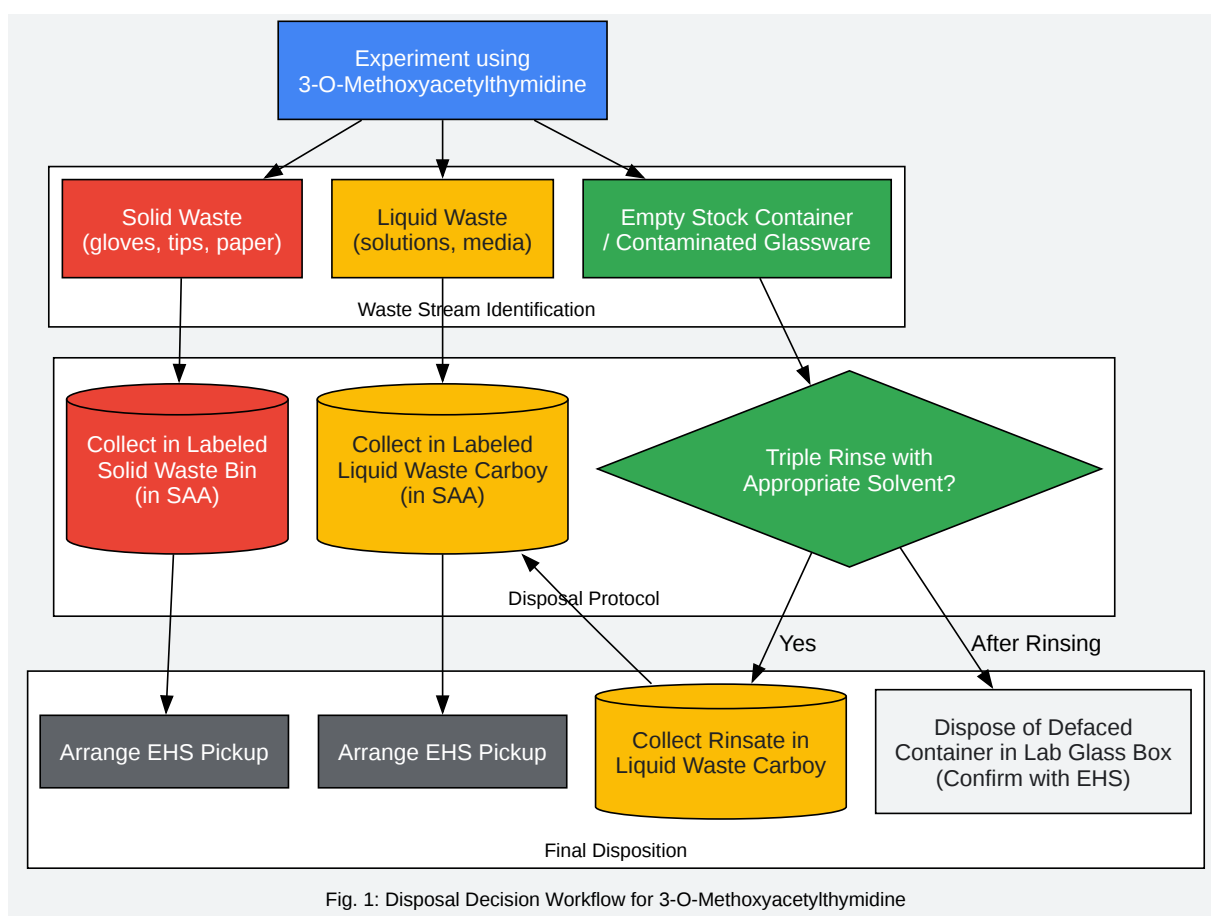 Experiment using
3-O-Methoxyacetylthymidine
Solid Waste
(gloves, tips, paper)
Liquid Waste
(solutions, media)
Empty Stock Container
/ Contaminated Glassware
Waste Stream Identification
Collect in Labeled
Solid Waste Bin
(in SAA)
Collect in Labeled
Liquid Waste Carboy
(in SAA)
Triple Rinse with
Appropriate Solvent?
Disposal Protocol
Yes
After Rinsing
Arrange EHS Pickup
Arrange EHS Pickup
Collect Rinsate in
Liquid Waste Carboy
Dispose of Defaced
Container in Lab Glass Box
(Confirm with EHS)
Final Disposition
Fig. 1: Disposal Decision Workflow for 3-O-Methoxyacetylthymidine